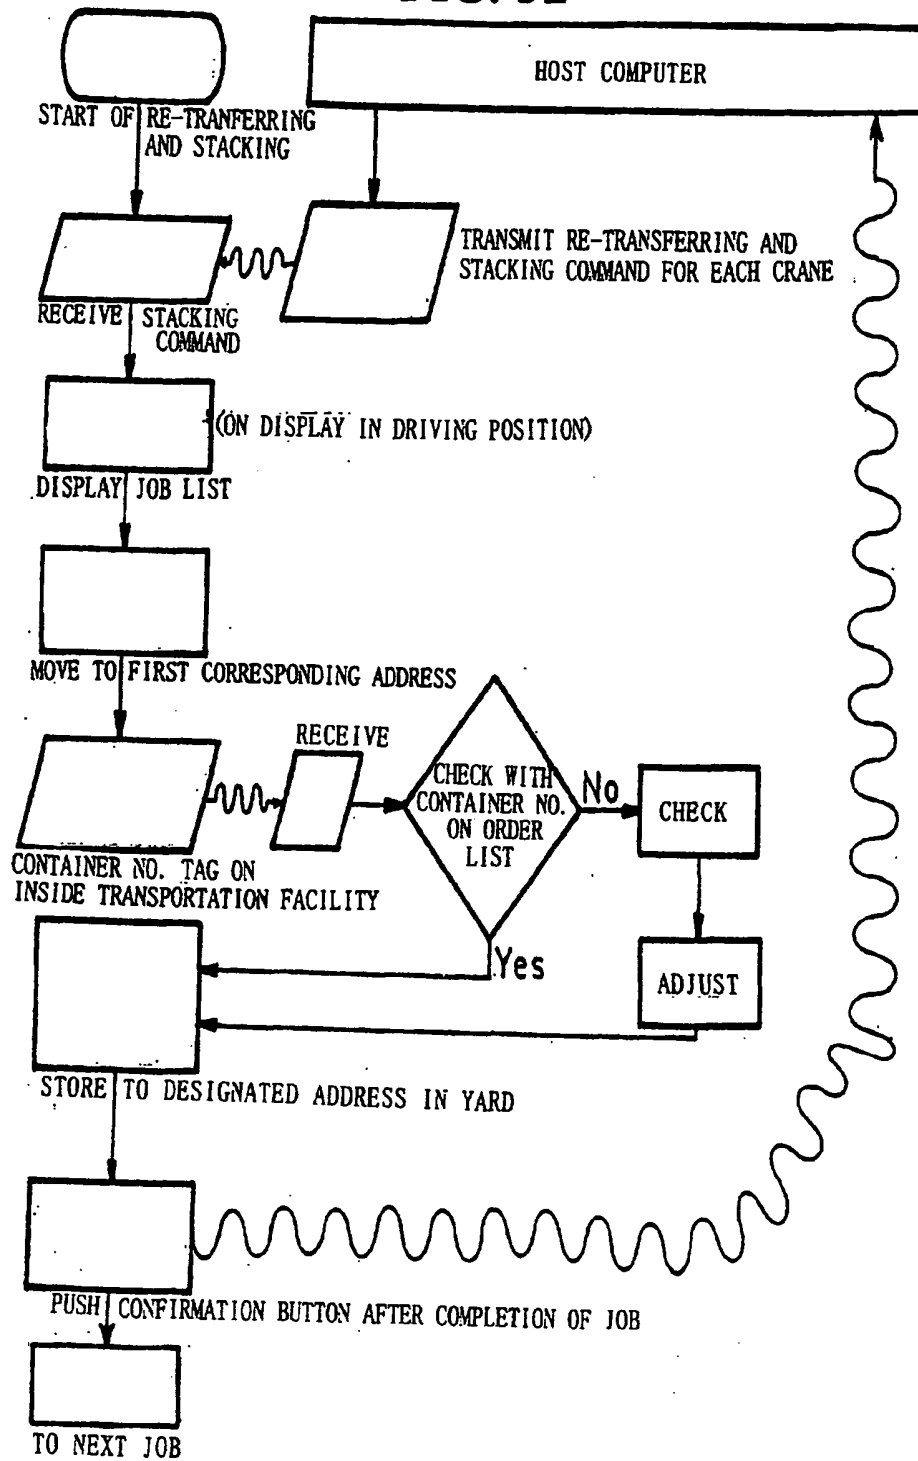 HOST COMPUTER
START OF RE-TRANFERRING
AND STACKING
TRANSMIT RE-TRANSFERRING AND
STACKING COMMAND FOR EACH CRANE
RECEIVE STACKING
COMMAND
(ON DISPLAY IN DRIVING POSITION)
DISPLAY JOB LIST
MOVE TO FIRST CORRESPONDING ADDRESS
RECEIVE
CHECK WITH
CONTAINER NO.
ON ORDER
LIST
No
CHECK
CONTAINER NO. TAG ON
INSIDE TRANSPORTATION FACILITY
Yes
ADJUST
STORE TO DESIGNATED ADDRESS IN YARD
PUSH CONFIRMATION BUTTON AFTER COMPLETION OF JOB
TO NEXT JOB